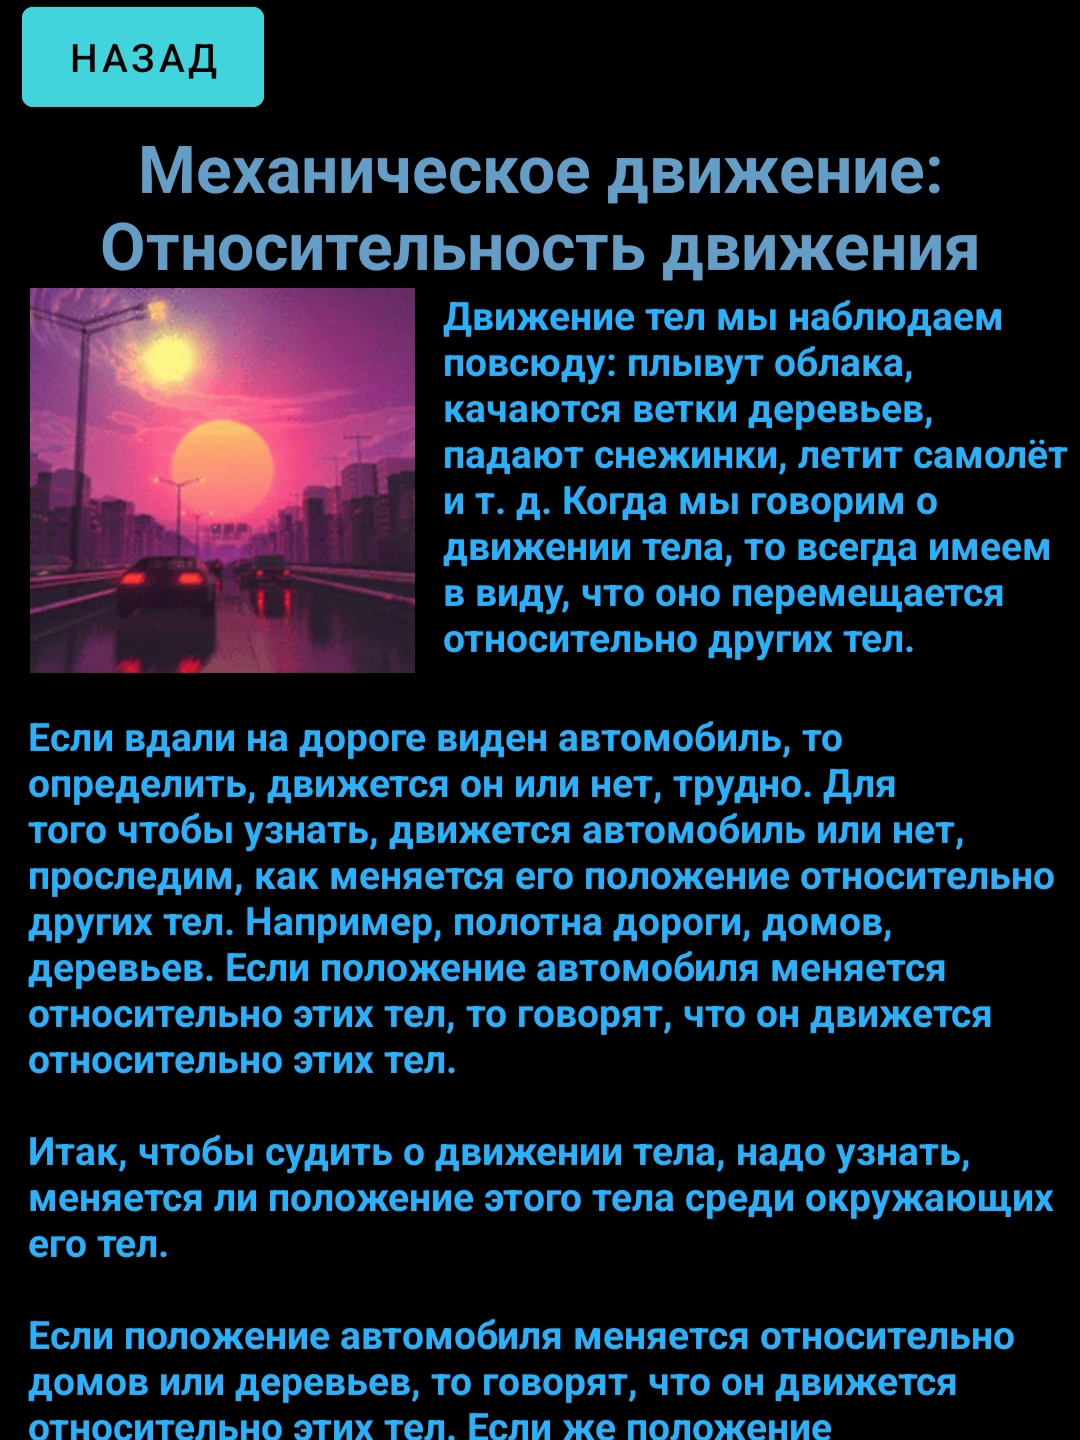 НАЗАД
Механическое движение:
Относительность движения
Движение тел мы наблюдаем
повсюду: плывут облака,
качаются ветки деревьев,
падают снежинки, летит самолёт
и т. д. Когда мы говорим о
движении тела, то всегда имеем
в виду, что оно перемещается
относительно других тел.
Если вдали на дороге виден автомобиль, то
определить, движется он или нет, трудно. Для
того чтобы узнать, движется автомобиль или нет,
проследим, как меняется его положение относительно
других тел. Например, полотна дороги, домов,
деревьев. Если положение автомобиля меняется
относительно этих тел, то говорят, что он движется
относительно этих тел.
Итак, чтобы судить о движении тела, надо узнать,
меняется ли положение этого тела среди окружающих
его тел.
Если положение автомобиля меняется относительно
домов или деревьев, то говорят, что он движется
относительно этих тел. Если же положение